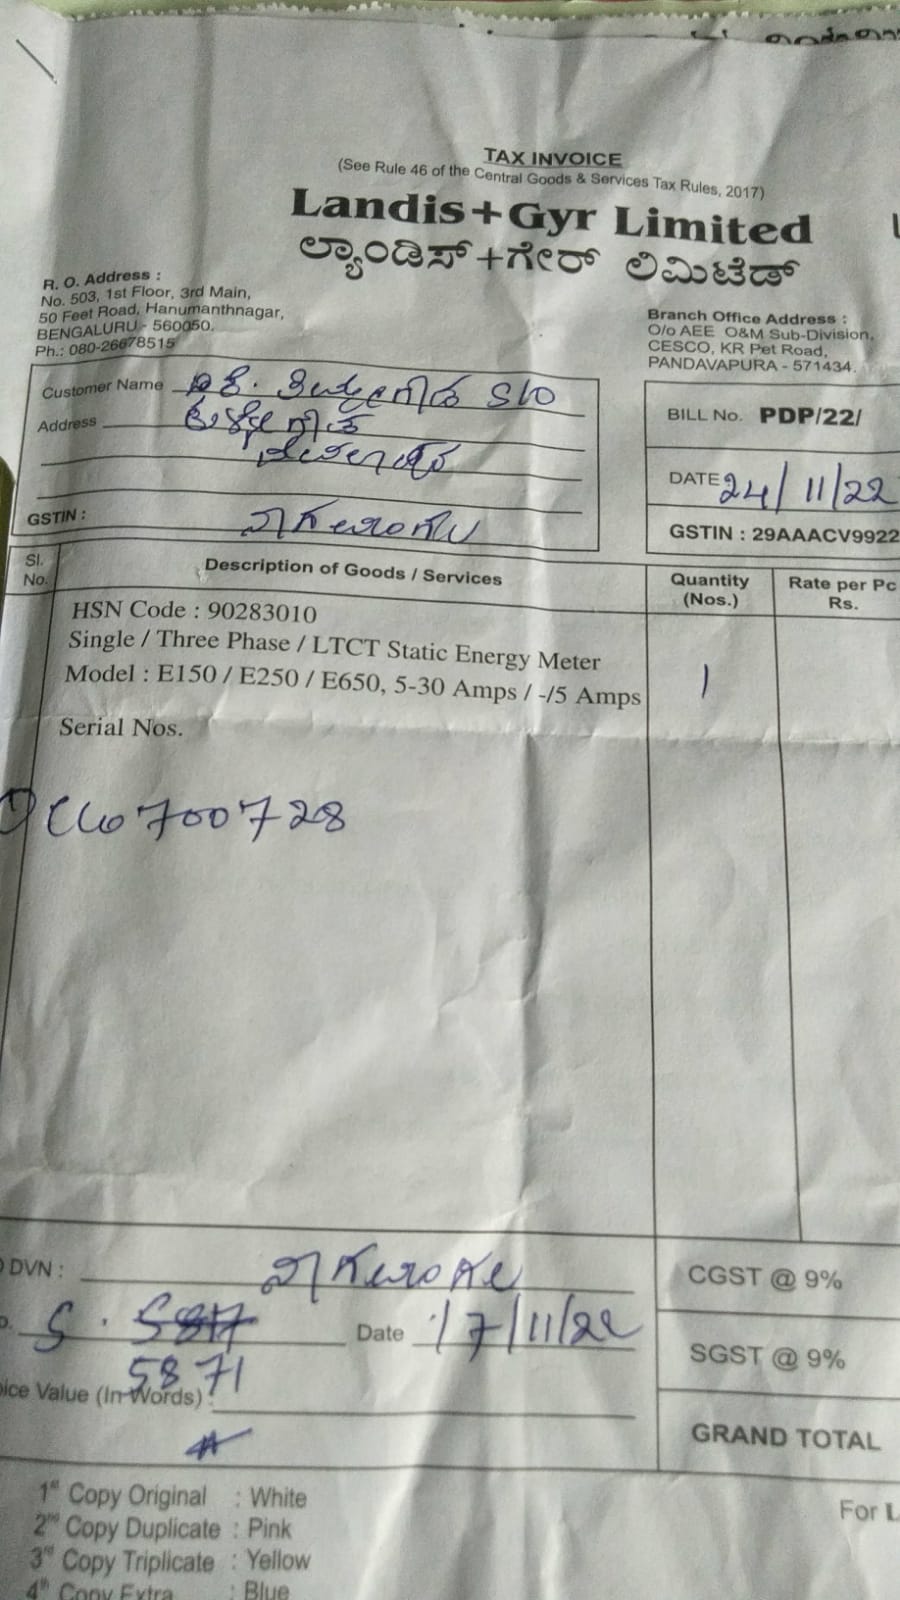 TAX INVOICE
(See Rule 46 of the Central Goods & Services Tax Rules, 2017)
Landis+Gyr Limited
ಲ್ಯಾಂಡಿಸ್+ಗೇರ್ ಲಿಮಿಟೆಡ್
R. O. Address :
No. 503, 1st Floor, 3rd Main,
50 Feet Road, Hanumanthnagar,
BENGALURU - 560050.
Ph.: 080-26678515
Branch Office Address :
O/o AEE O&M Sub-Division,
CESCO, KR Pet Road,
PANDAVAPURA - 571434.
Customer Name S/O
Address
GSTIN :
BILL No. PDP/22/
DATE 24/11/22
GSTIN : 29AAACV9922
Sl. No. Description of Goods / Services Quantity (Nos.) Rate per Pc Rs.
HSN Code : 90283010
Single / Three Phase / LTCT Static Energy Meter
Model : E150 / E250 / E650, 5-30 Amps / -/5 Amps 1
Serial Nos.
700728
DVN :
CGST @ 9%
5871
Date 17/11/22
SGST @ 9%
Value (In Words) :
GRAND TOTAL
1st Copy Original : White
2nd Copy Duplicate : Pink
3rd Copy Triplicate : Yellow
4th Copy Extra : Blue
For